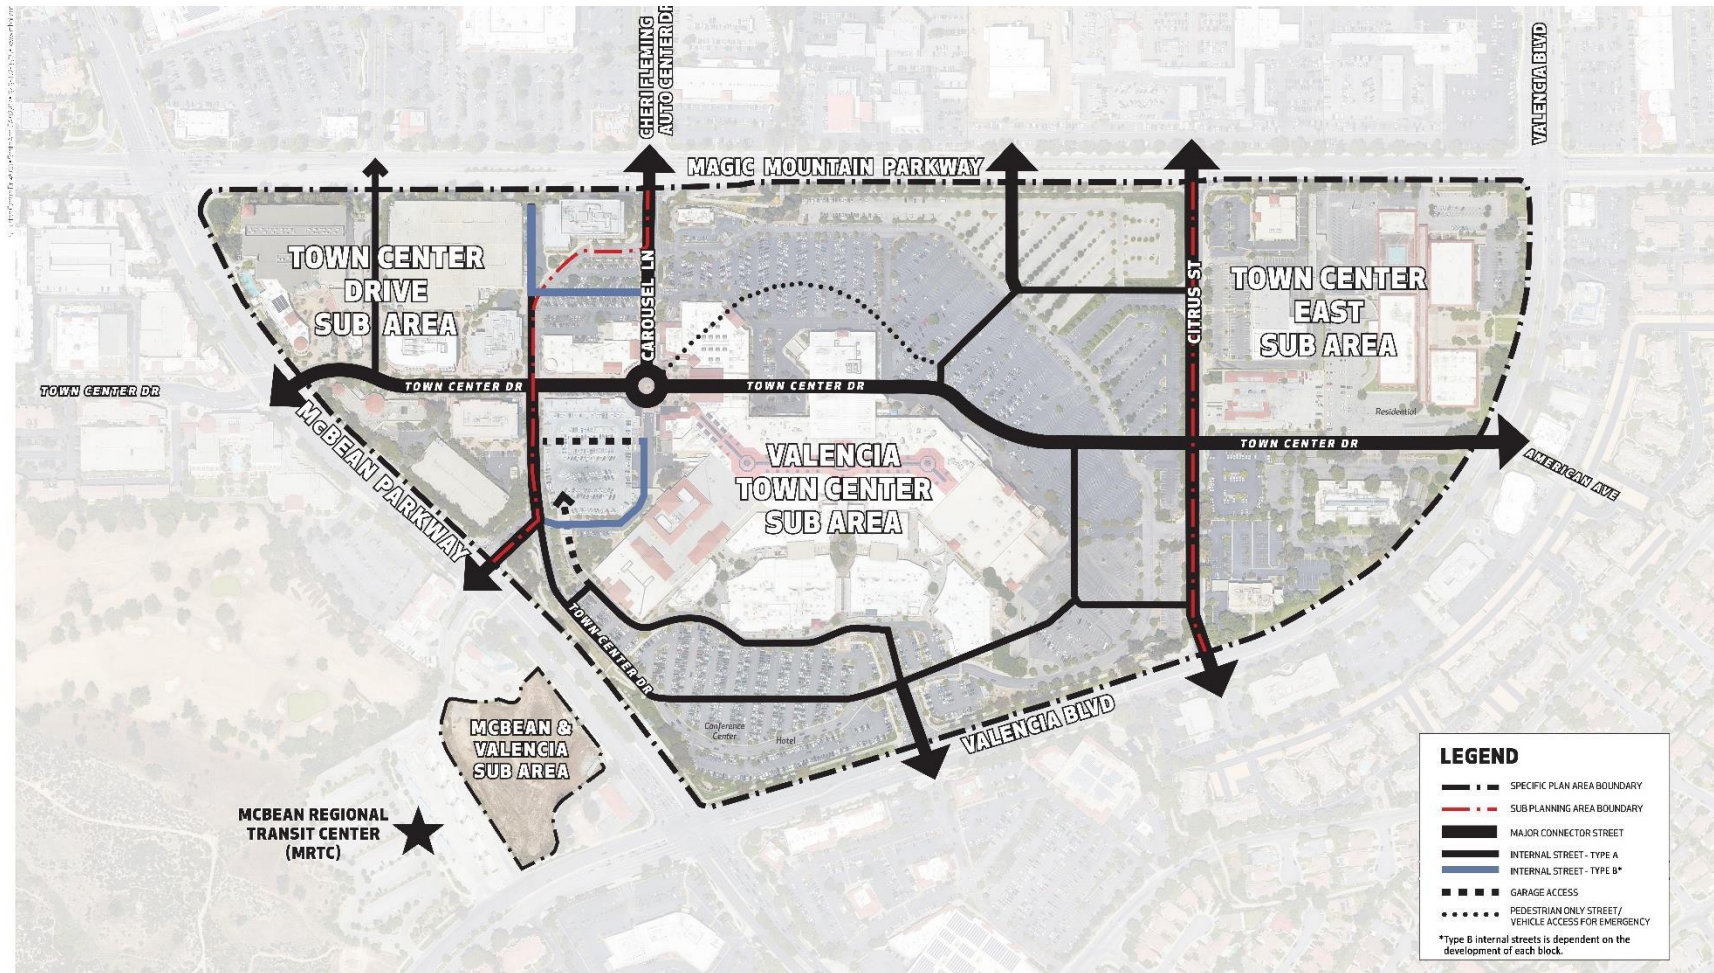 CHERI FLEMING
AUTO CENTER DR
VALENCIA BLVD
MAGIC MOUNTAIN PARKWAY
TOWN CENTER
DRIVE
SUB AREA
CAROUSEL LN
CITRUS ST
TOWN CENTER
EAST
SUB AREA
TOWN CENTER DR
TOWN CENTER DR
TOWN CENTER DR
Residential
TOWN CENTER DR
AMERICAN AVE
McBEAN PARKWAY
VALENCIA
TOWN CENTER
SUB AREA
TOWN CENTER DR
Conference
Center
Hotel
VALENCIA BLVD
MCBEAN &
VALENCIA
SUB AREA
MCBEAN REGIONAL
TRANSIT CENTER
(MRTC)
LEGEND
SPECIFIC PLAN AREA BOUNDARY
SUB PLANNING AREA BOUNDARY
MAJOR CONNECTOR STREET
INTERNAL STREET - TYPE A
INTERNAL STREET - TYPE B*
GARAGE ACCESS
PEDESTRIAN ONLY STREET/
VEHICLE ACCESS FOR EMERGENCY
*Type B internal streets is dependent on the
development of each block.